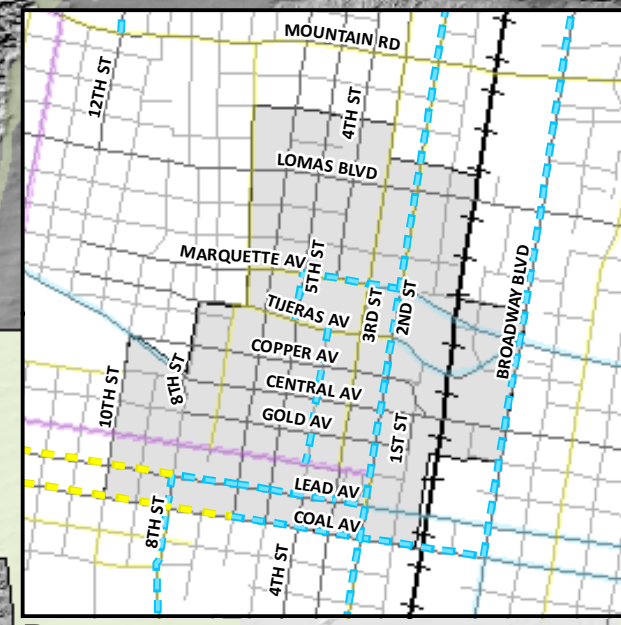 MOUNTAIN RD
12TH ST
4TH ST
LOMAS BLVD
MARQUETTE AV
5TH ST
TIJERAS AV
3RD ST
2ND ST
BROADWAY BLVD
COPPER AV
8TH ST
10TH ST
CENTRAL AV
GOLD AV
1ST ST
LEAD AV
8TH ST
COAL AV
4TH ST